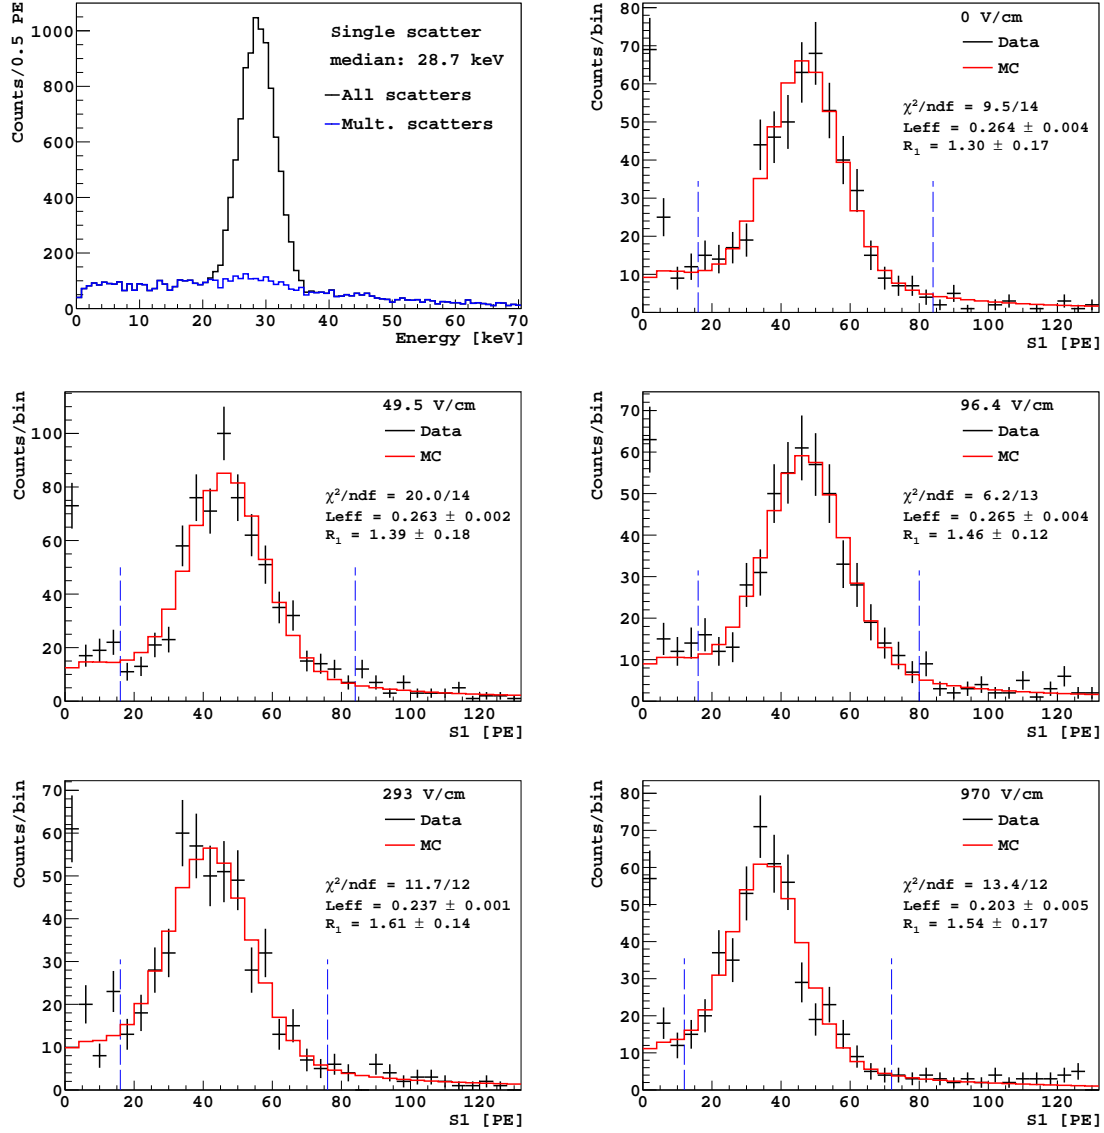 Counts/0.5 PE
1000
800
600
400
200
0
Single scatter
median: 28.7 keV
All scatters
Mult. scatters
0 10 20 30 40 50 60 70
Energy [keV]
Counts/bin
80
70
60
50
40
30
20
10
0
0 V/cm
Data
MC
χ²/ndf = 9.5/14
Leff = 0.264 ± 0.004
R₁ = 1.30 ± 0.17
0 20 40 60 80 100 120
S1 [PE]
Counts/bin
100
80
60
40
20
0
49.5 V/cm
Data
MC
χ²/ndf = 20.0/14
Leff = 0.263 ± 0.002
R₁ = 1.39 ± 0.18
0 20 40 60 80 100 120
S1 [PE]
Counts/bin
70
60
50
40
30
20
10
0
96.4 V/cm
Data
MC
χ²/ndf = 6.2/13
Leff = 0.265 ± 0.004
R₁ = 1.46 ± 0.12
0 20 40 60 80 100 120
S1 [PE]
Counts/bin
60
50
40
30
20
10
0
293 V/cm
Data
MC
χ²/ndf = 11.7/12
Leff = 0.237 ± 0.001
R₁ = 1.61 ± 0.14
0 20 40 60 80 100 120
S1 [PE]
Counts/bin
80
70
60
50
40
30
20
10
0
970 V/cm
Data
MC
χ²/ndf = 13.4/12
Leff = 0.203 ± 0.005
R₁ = 1.54 ± 0.17
0 20 40 60 80 100 120
S1 [PE]